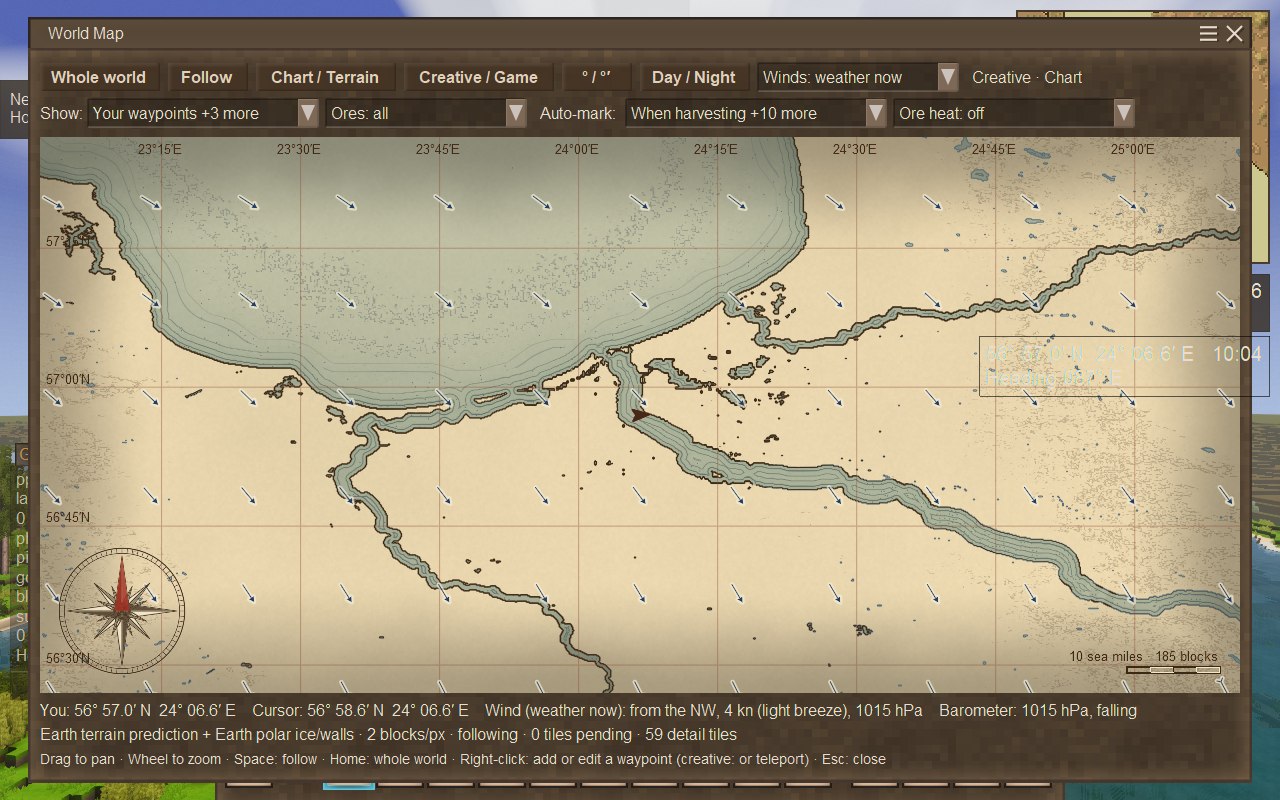 World Map
Whole world
Follow
Chart / Terrain
Creative / Game
° / °′
Day / Night
Winds: weather now
Creative · Chart
Show:
Your waypoints +3 more
Ores: all
Auto-mark:
When harvesting +10 more
Ore heat: off
23°15′E
23°30′E
23°45′E
24°00′E
24°15′E
24°30′E
24°45′E
25°00′E
57°00′N
56°45′N
56°30′N
24° 06.6′ E 10:04
10 sea miles · 185 blocks
You: 56° 57.0′ N 24° 06.6′ E Cursor: 56° 58.6′ N 24° 06.6′ E Wind (weather now): from the NW, 4 kn (light breeze), 1015 hPa Barometer: 1015 hPa, falling
Earth terrain prediction + Earth polar ice/walls · 2 blocks/px · following · 0 tiles pending · 59 detail tiles
Drag to pan · Wheel to zoom · Space: follow · Home: whole world · Right-click: add or edit a waypoint (creative: or teleport) · Esc: close